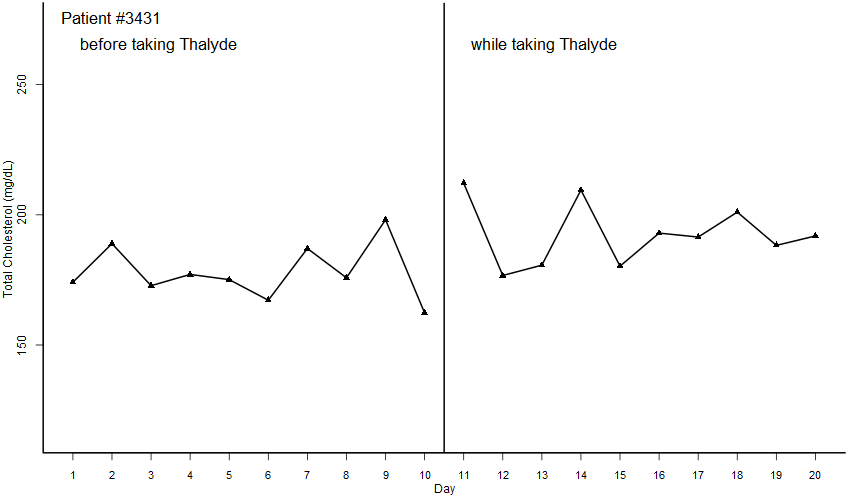 Patient #3431
before taking Thalyde
while taking Thalyde
Total Cholesterol (mg/dL)
250
200
150
1 2 3 4 5 6 7 8 9 10 11 12 13 14 15 16 17 18 19 20
Day